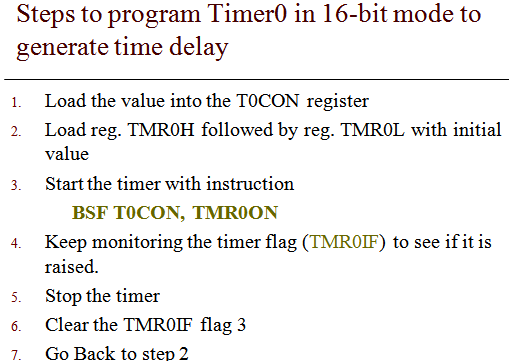 Steps to program Timer0 in 16-bit mode to
generate time delay
1. Load the value into the T0CON register
2. Load reg. TMR0H followed by reg. TMR0L with initial
value
3. Start the timer with instruction
BSF T0CON, TMR0ON
4. Keep monitoring the timer flag (TMR0IF) to see if it is
raised.
5. Stop the timer
6. Clear the TMR0IF flag 3
7. Go Back to step 2